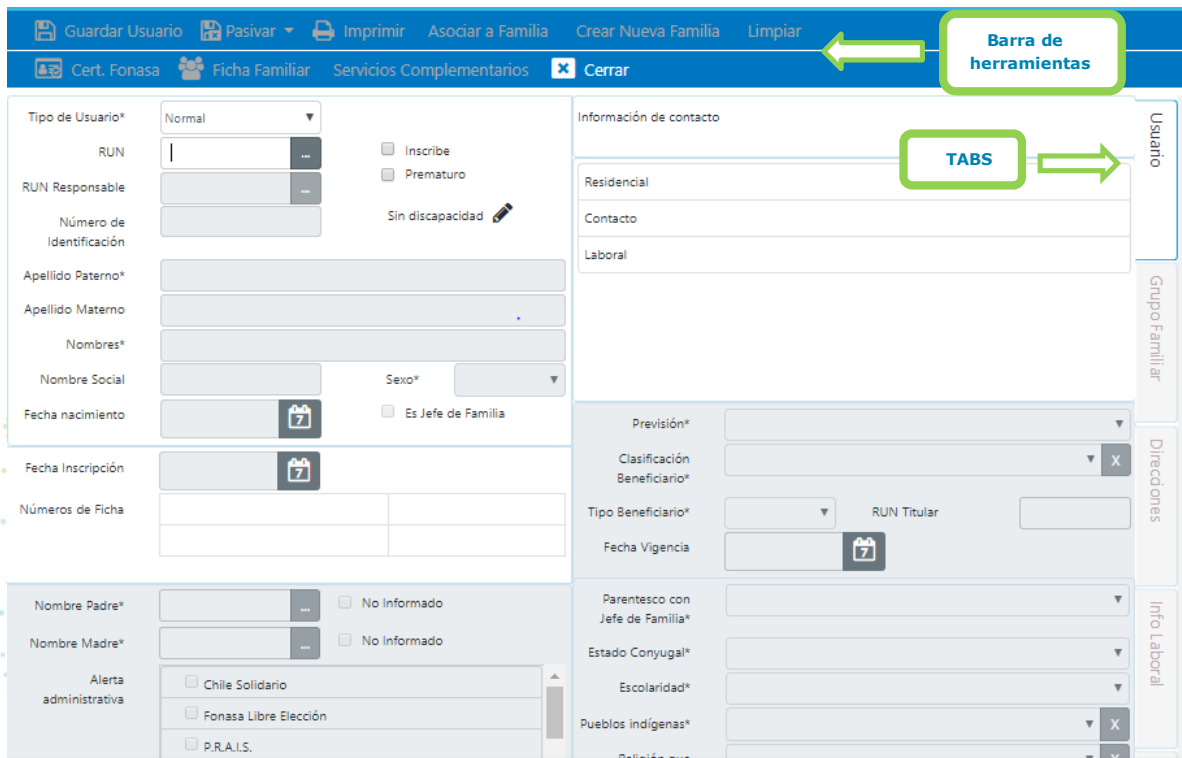 Guardar Usuario Pasivar Imprimir Asociar a Familia Crear Nueva Familia Limpiar
Cert. Fonasa Ficha Familiar Servicios Complementarios Cerrar
Barra de
herramientas
TABS
Usuario
Grupo Familiar
Direcciones
Info Laboral
Tipo de Usuario* Normal
RUN ... Inscribe
Prematuro
RUN Responsable ...
Número de
Identificación
Sin discapacidad
Apellido Paterno*
Apellido Materno
Nombres*
Nombre Social Sexo*
Fecha nacimiento 7 Es Jefe de Familia
Fecha Inscripción 7
Números de Ficha
Nombre Padre* ... No Informado
Nombre Madre* ... No Informado
Alerta
administrativa
Chile Solidario
Fonasa Libre Elección
P.R.A.I.S.
Información de contacto
Residencial
Contacto
Laboral
Previsión*
Clasificación
Beneficiario*
X
Tipo Beneficiario* RUN Titular
Fecha Vigencia 7
Parentesco con
Jefe de Familia*
Estado Conyugal*
Escolaridad*
Pueblos indígenas* X
Religión que X